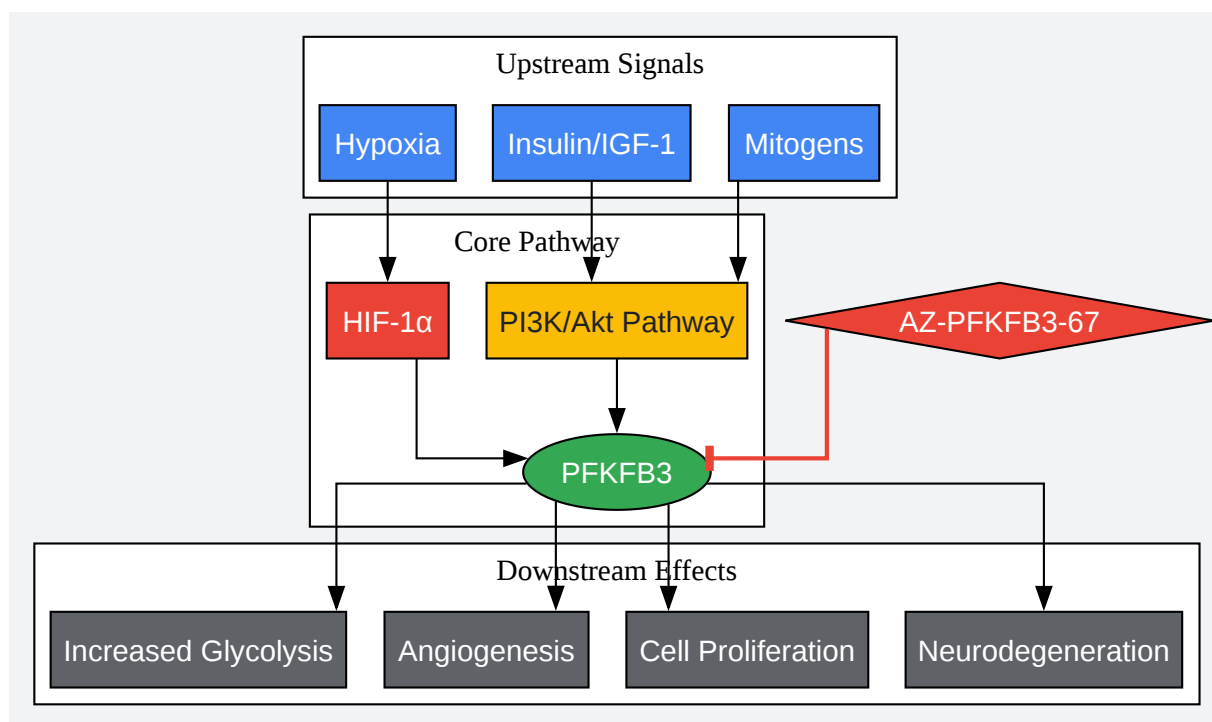 Upstream Signals
Hypoxia
Insulin/IGF-1
Mitogens
Core Pathway
HIF-1α
PI3K/Akt Pathway
AZ-PFKFB3-67
PFKFB3
Downstream Effects
Increased Glycolysis
Angiogenesis
Cell Proliferation
Neurodegeneration